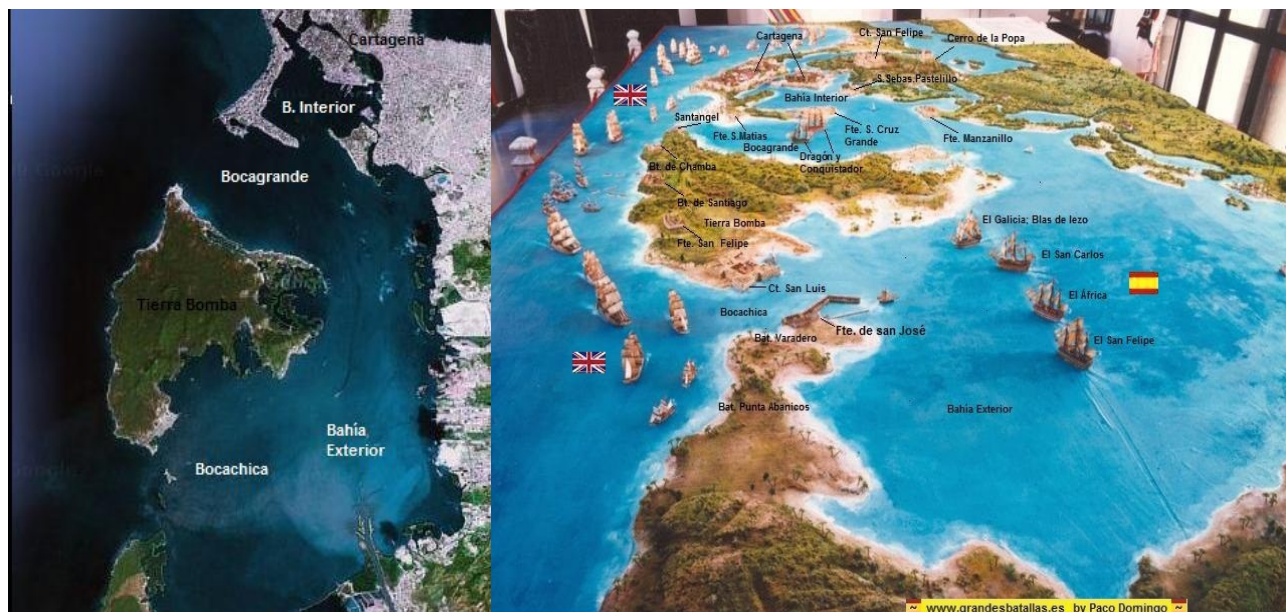 Cartagena
B. Interior
Bocagrande
Tierra Bomba
Bahía
Exterior
Bocachica
Ct. San Felipe
Cerro de la Popa
Cartagena
S.Sebas.Pastelillo
Bahía Interior
Santangel
Fte. S.Matias
Bocagrande
Fte. S. Cruz
Grande
Fte. Manzanillo
Dragón y
Conquistador
Bt. de Chamba
Bt. de Santiago
Tierra Bomba
Fte. San Felipe
El Galicia; Blas de lezo
El San Carlos
Ct. San Luis
El África
Bocachica
Fte. de san José
Bat. Varadero
El San Felipe
Bat. Punta Abanicos
Bahía Exterior
~ www.grandesbatallas.es by Paco Domingo ~